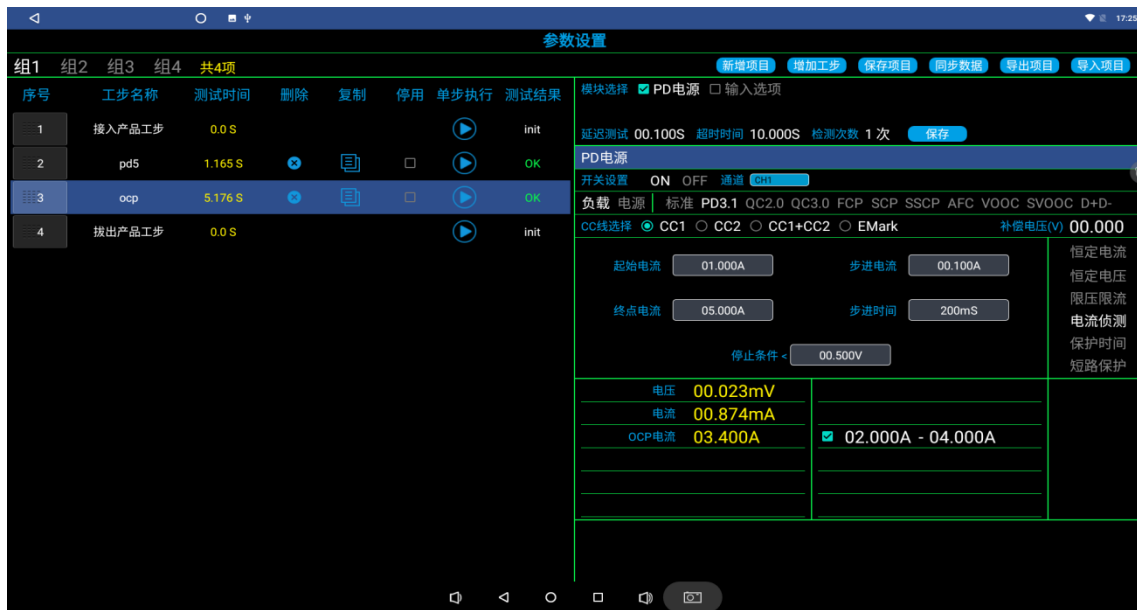 17:25
参数设置
组1 组2 组3 组4 共4项
新增项目 增加工步 保存项目 同步数据 导出项目 导入项目
序号 工步名称 测试时间 删除 复制 停用 单步执行 测试结果
1 接入产品工步 0.0 S init
2 pd5 1.165 S OK
3 ocp 5.176 S OK
4 拔出产品工步 0.0 S init
模块选择 PD电源 输入选项
延迟测试 00.100S 超时时间 10.000S 检测次数 1 次 保存
PD电源
开关设置 ON OFF 通道 CH1
负载 电源 标准 PD3.1 QC2.0 QC3.0 FCP SCP SSCP AFC VOOC SVOOC D+D-
CC线选择 CC1 CC2 CC1+CC2 EMark 补偿电压(V) 00.000
起始电流 01.000A 步进电流 00.100A
终点电流 05.000A 步进时间 200mS
停止条件 < 00.500V
恒定电流
恒定电压
限压限流
电流侦测
保护时间
短路保护
电压 00.023mV
电流 00.874mA
OCP电流 03.400A 02.000A - 04.000A